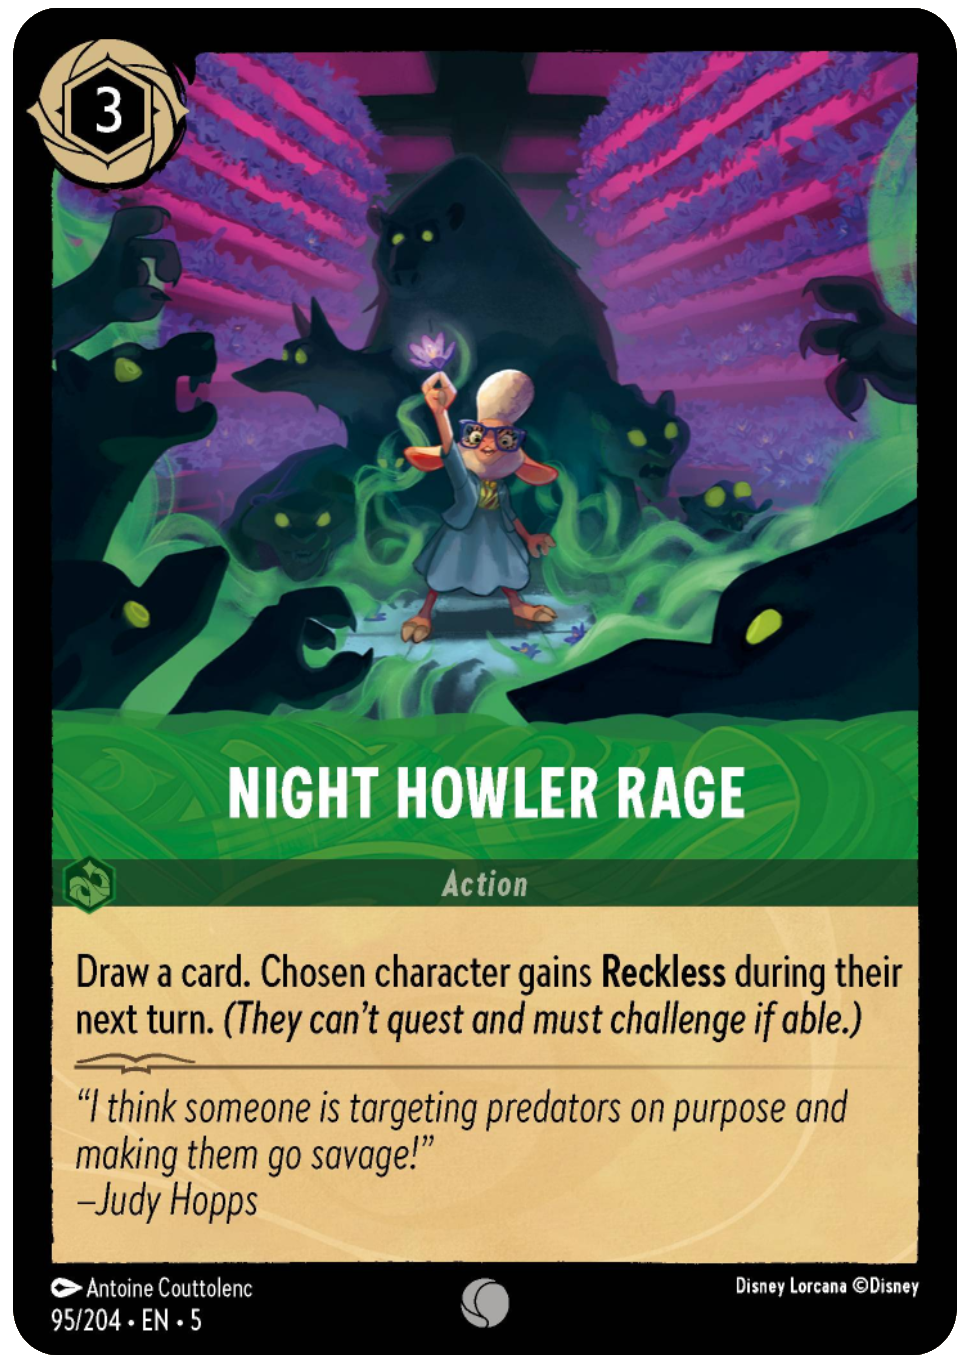 3
NIGHT HOWLER RAGE
Action
Draw a card. Chosen character gains Reckless during their
next turn. (They can’t quest and must challenge if able.)
“I think someone is targeting predators on purpose and
making them go savage!”
–Judy Hopps
Antoine Couttolenc
Disney Lorcana ©Disney
95/204 • EN • 5